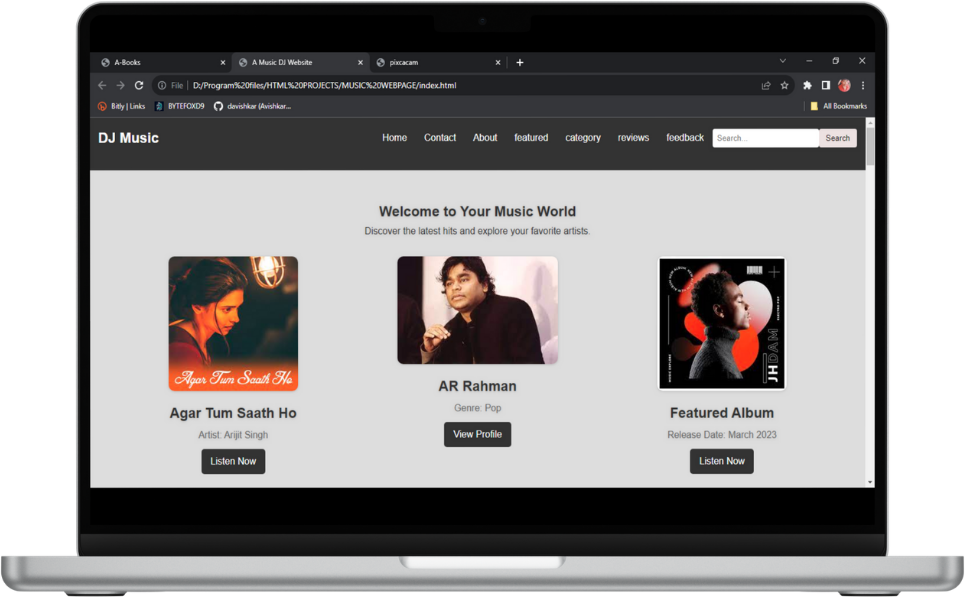 A-Books
A Music DJ Website
pixcacam
File
D:/Program%20files/HTML%20PROJECTS/MUSIC%20WEBPAGE/index.html
Bitly | Links
BYTEFOXD9
davishkar (Avishkar...
All Bookmarks
DJ Music
Home
Contact
About
featured
category
reviews
feedback
Search...
Search
Welcome to Your Music World
Discover the latest hits and explore your favorite artists.
Agar Tum Saath Ho
JHDAM
Agar Tum Saath Ho
Artist: Arijit Singh
Listen Now
AR Rahman
Genre: Pop
View Profile
Featured Album
Release Date: March 2023
Listen Now